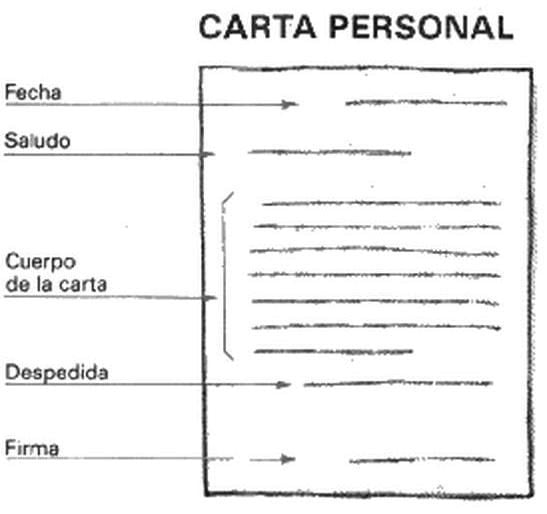 CARTA PERSONAL
Fecha
Saludo
Cuerpo
de la carta
Despedida
Firma